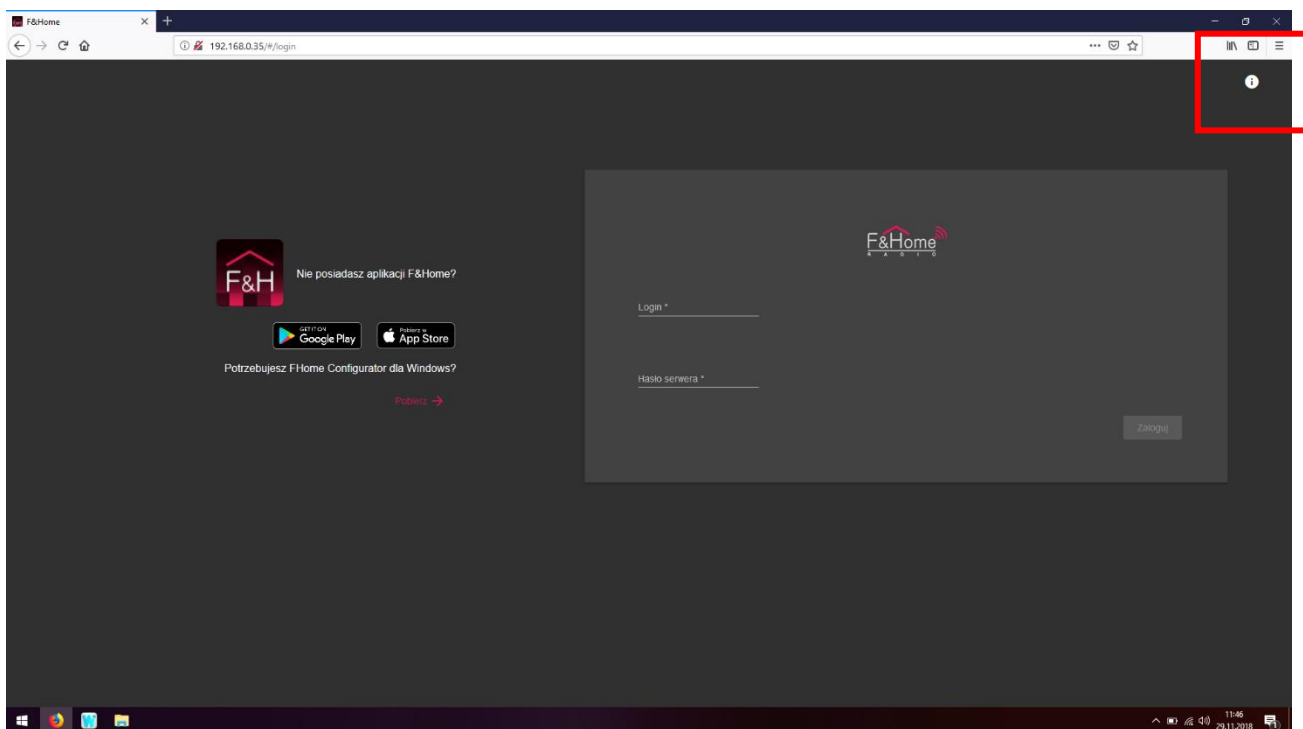 F&Home
192.168.0.35/#/login
F&Home
RADIO
F&H
Nie posiadasz aplikacji F&Home?
GET IT ON
Google Play
Pobierz w
App Store
Potrzebujesz FHome Configurator dla Windows?
Pobierz
Login *
Hasło serwera *
Zaloguj
11:46
29.11.2018